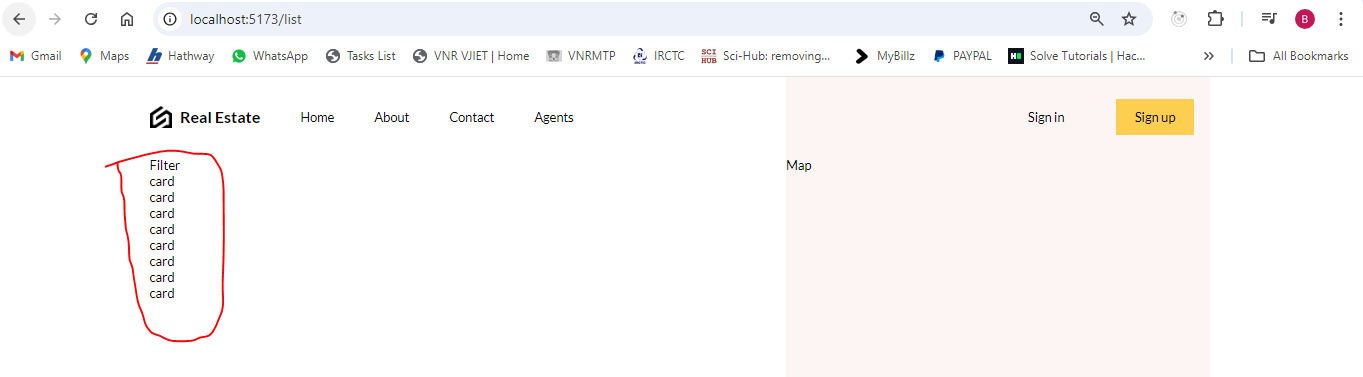 localhost:5173/list
B
Gmail Maps Hathway WhatsApp Tasks List VNR VJIET | Home VNRMTP IRCTC Sci-Hub: removing... MyBillz PAYPAL Solve Tutorials | Hac... All Bookmarks
Real Estate Home About Contact Agents Sign in Sign up
Filter
Map
card
card
card
card
card
card
card
card